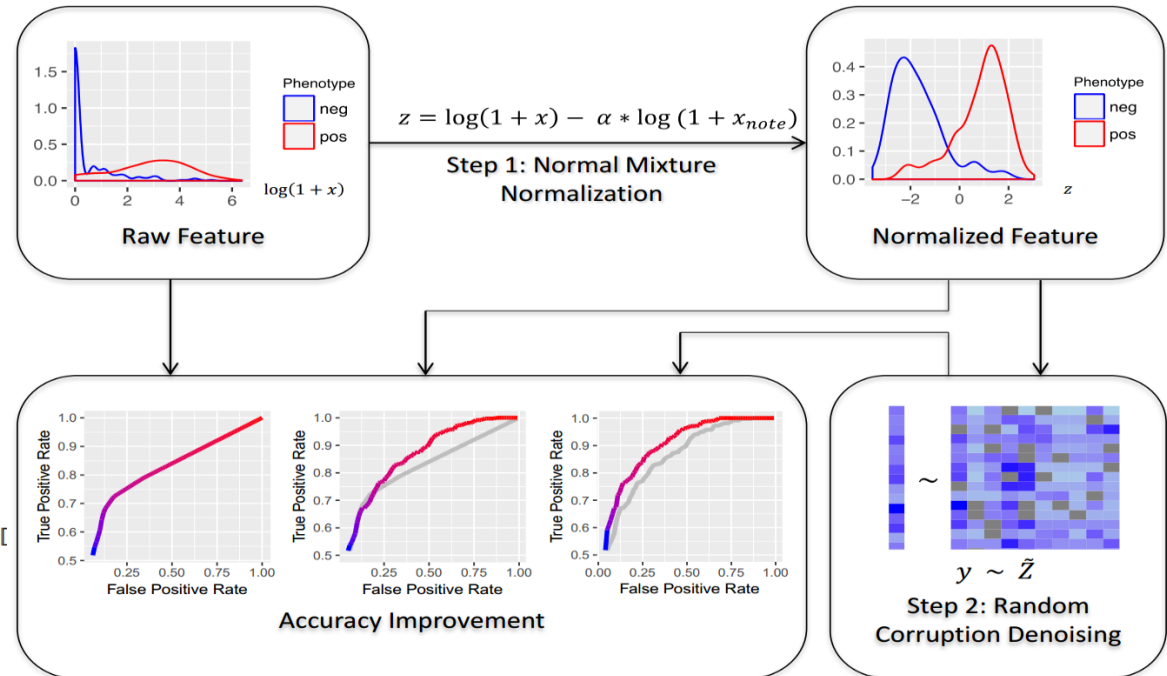 1.5
1.0
0.5
0.0
0
2
4
6
log(1 + x)
Phenotype
neg
pos
Raw Feature
z = log(1 + x) − α ∗ log (1 + x_note)
Step 1: Normal Mixture
Normalization
0.4
0.3
0.2
0.1
0.0
−2
0
2
z
Phenotype
neg
pos
Normalized Feature
True Positive Rate
1.0
0.9
0.8
0.7
0.6
0.5
0.25
0.50
0.75
1.00
False Positive Rate
True Positive Rate
1.0
0.9
0.8
0.7
0.6
0.5
0.25
0.50
0.75
1.00
False Positive Rate
True Positive Rate
1.0
0.9
0.8
0.7
0.6
0.5
0.00
0.25
0.50
0.75
1.00
False Positive Rate
Accuracy Improvement
~
y ~ Z̃
Step 2: Random
Corruption Denoising